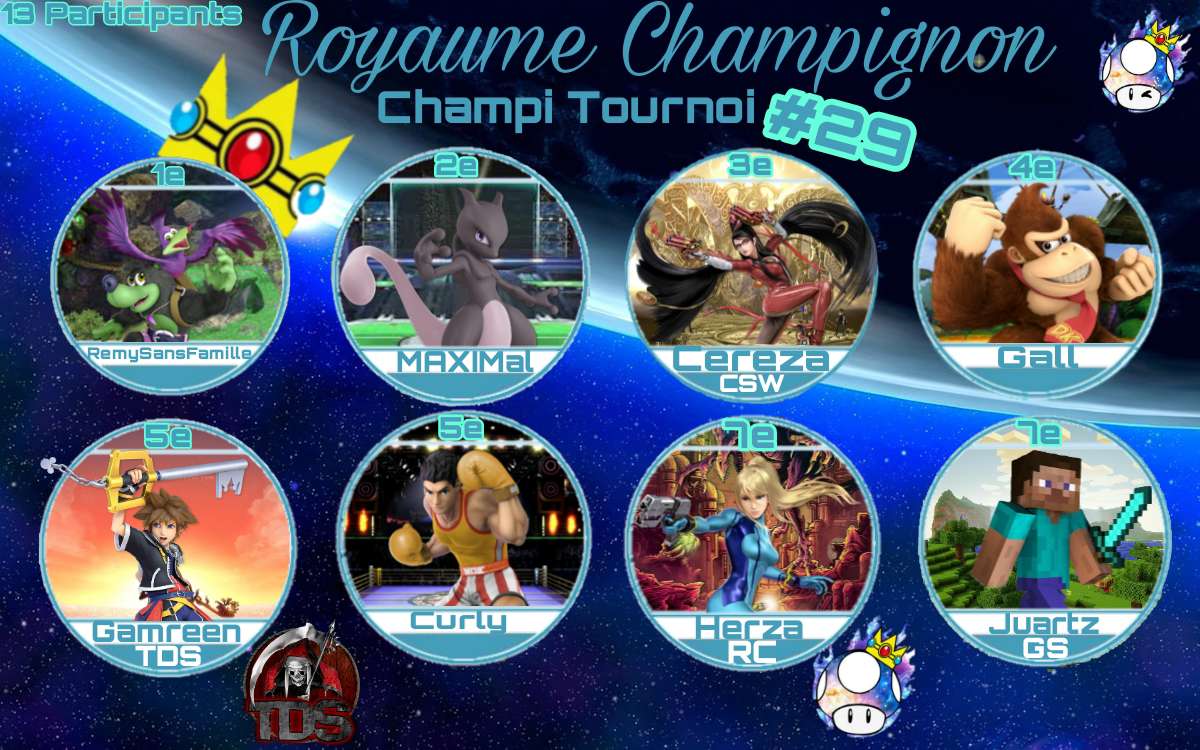 13 Participants
Royaume Champignon
Champi Tournoi #29
1e
RemySansFamille
2e
MAXIMal
3e
Cereza
CSW
4e
DK
Gall
5e
Gamreen
TDS
5e
Curly
7e
Herza
RC
7e
Juartz
GS
TDS